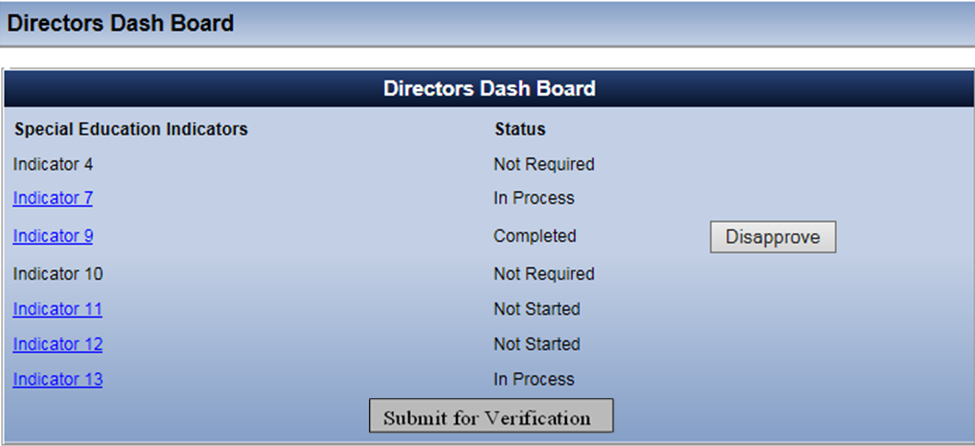 Directors Dash Board
Directors Dash Board
Special Education Indicators Status
Indicator 4 Not Required
Indicator 7 In Process
Indicator 9 Completed Disapprove
Indicator 10 Not Required
Indicator 11 Not Started
Indicator 12 Not Started
Indicator 13 In Process
Submit for Verification